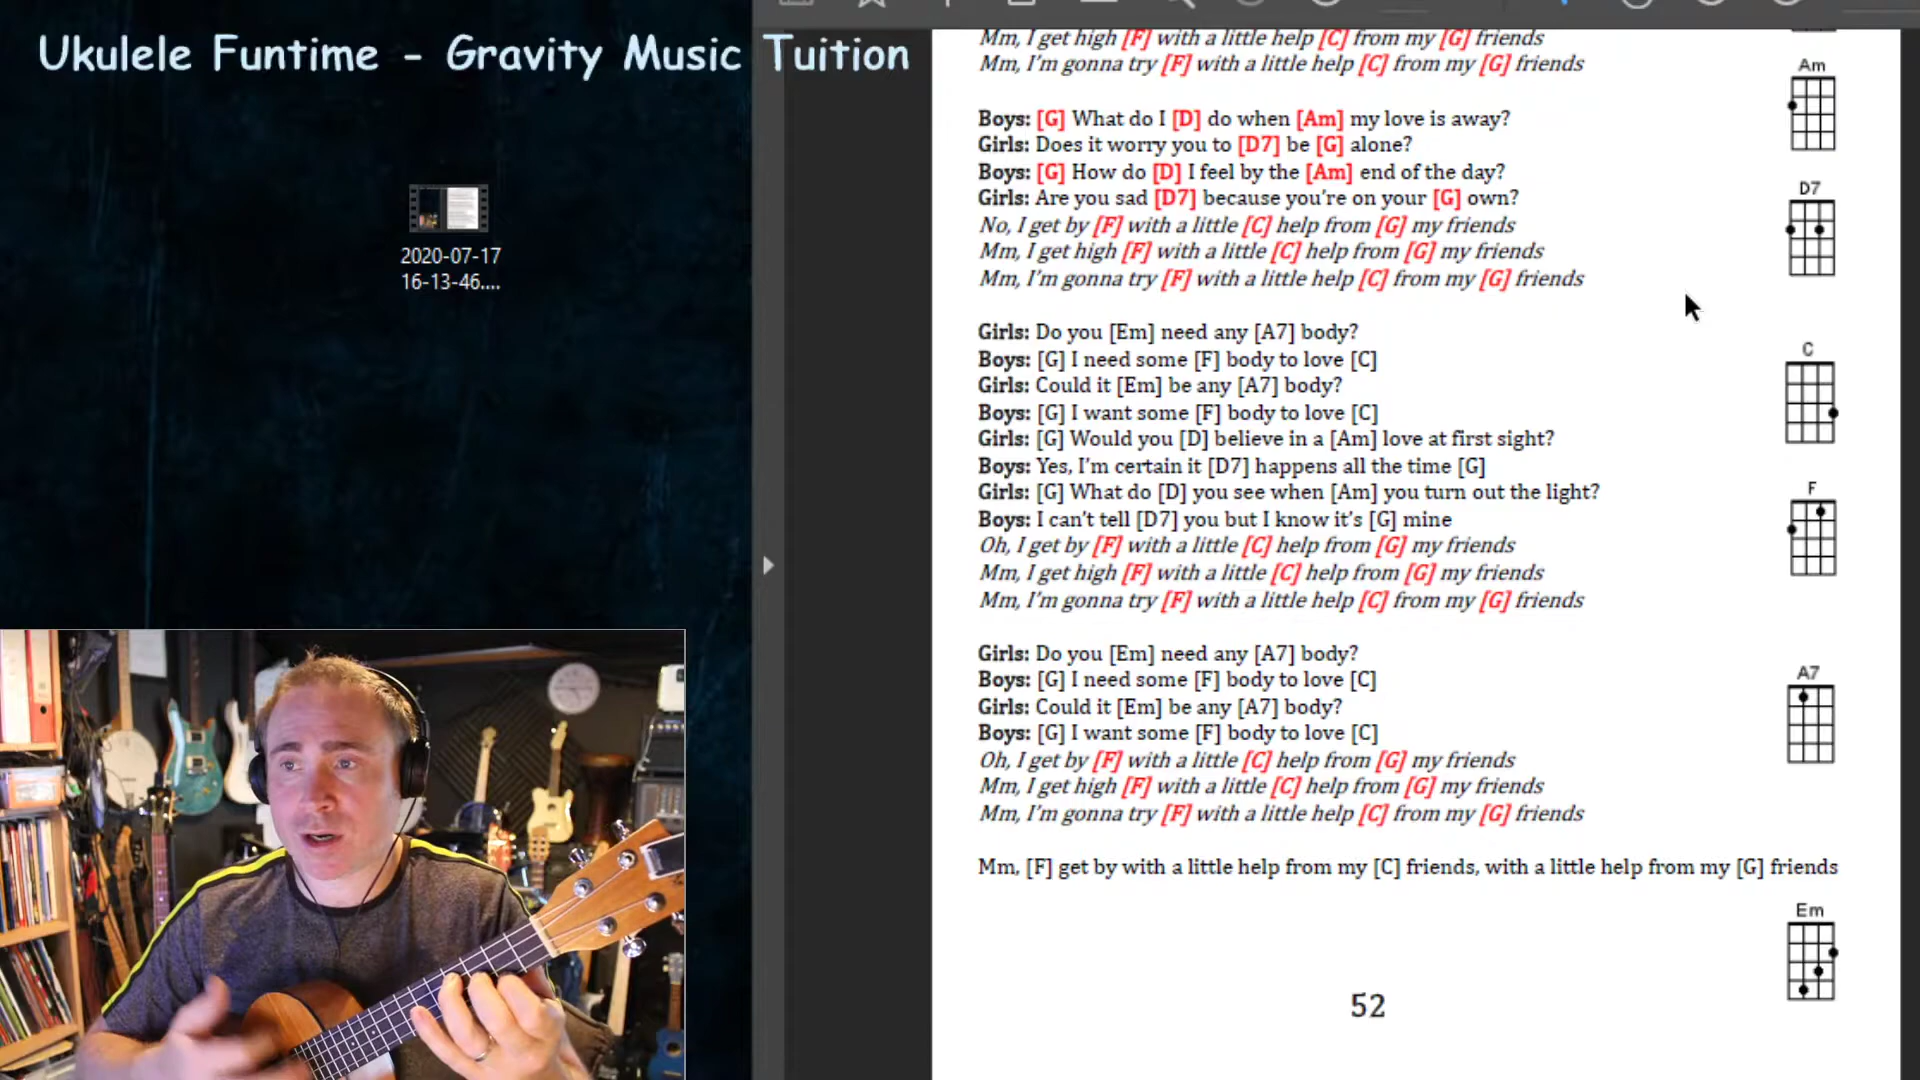 Ukulele Funtime - Gravity Music Tuition
2020-07-17
16-13-46....
Mm, I get high [F] with a little help [C] from my [G] friends
Mm, I'm gonna try [F] with a little help [C] from my [G] friends
Boys: [G] What do I [D] do when [Am] my love is away?
Girls: Does it worry you to [D7] be [G] alone?
Boys: [G] How do [D] I feel by the [Am] end of the day?
Girls: Are you sad [D7] because you're on your [G] own?
No, I get by [F] with a little [C] help from [G] my friends
Mm, I get high [F] with a little [C] help from [G] my friends
Mm, I'm gonna try [F] with a little help [C] from my [G] friends
Girls: Do you [Em] need any [A7] body?
Boys: [G] I need some [F] body to love [C]
Girls: Could it [Em] be any [A7] body?
Boys: [G] I want some [F] body to love [C]
Girls: [G] Would you [D] believe in a [Am] love at first sight?
Boys: Yes, I'm certain it [D7] happens all the time [G]
Girls: [G] What do [D] you see when [Am] you turn out the light?
Boys: I can't tell [D7] you but I know it's [G] mine
Oh, I get by [F] with a little [C] help from [G] my friends
Mm, I get high [F] with a little [C] help from [G] my friends
Mm, I'm gonna try [F] with a little help [C] from my [G] friends
Girls: Do you [Em] need any [A7] body?
Boys: [G] I need some [F] body to love [C]
Girls: Could it [Em] be any [A7] body?
Boys: [G] I want some [F] body to love [C]
Oh, I get by [F] with a little [C] help from [G] my friends
Mm, I get high [F] with a little [C] help from [G] my friends
Mm, I'm gonna try [F] with a little help [C] from my [G] friends
Mm, [F] get by with a little help from my [C] friends, with a little help from my [G] friends
52
Am
D7
C
F
A7
Em